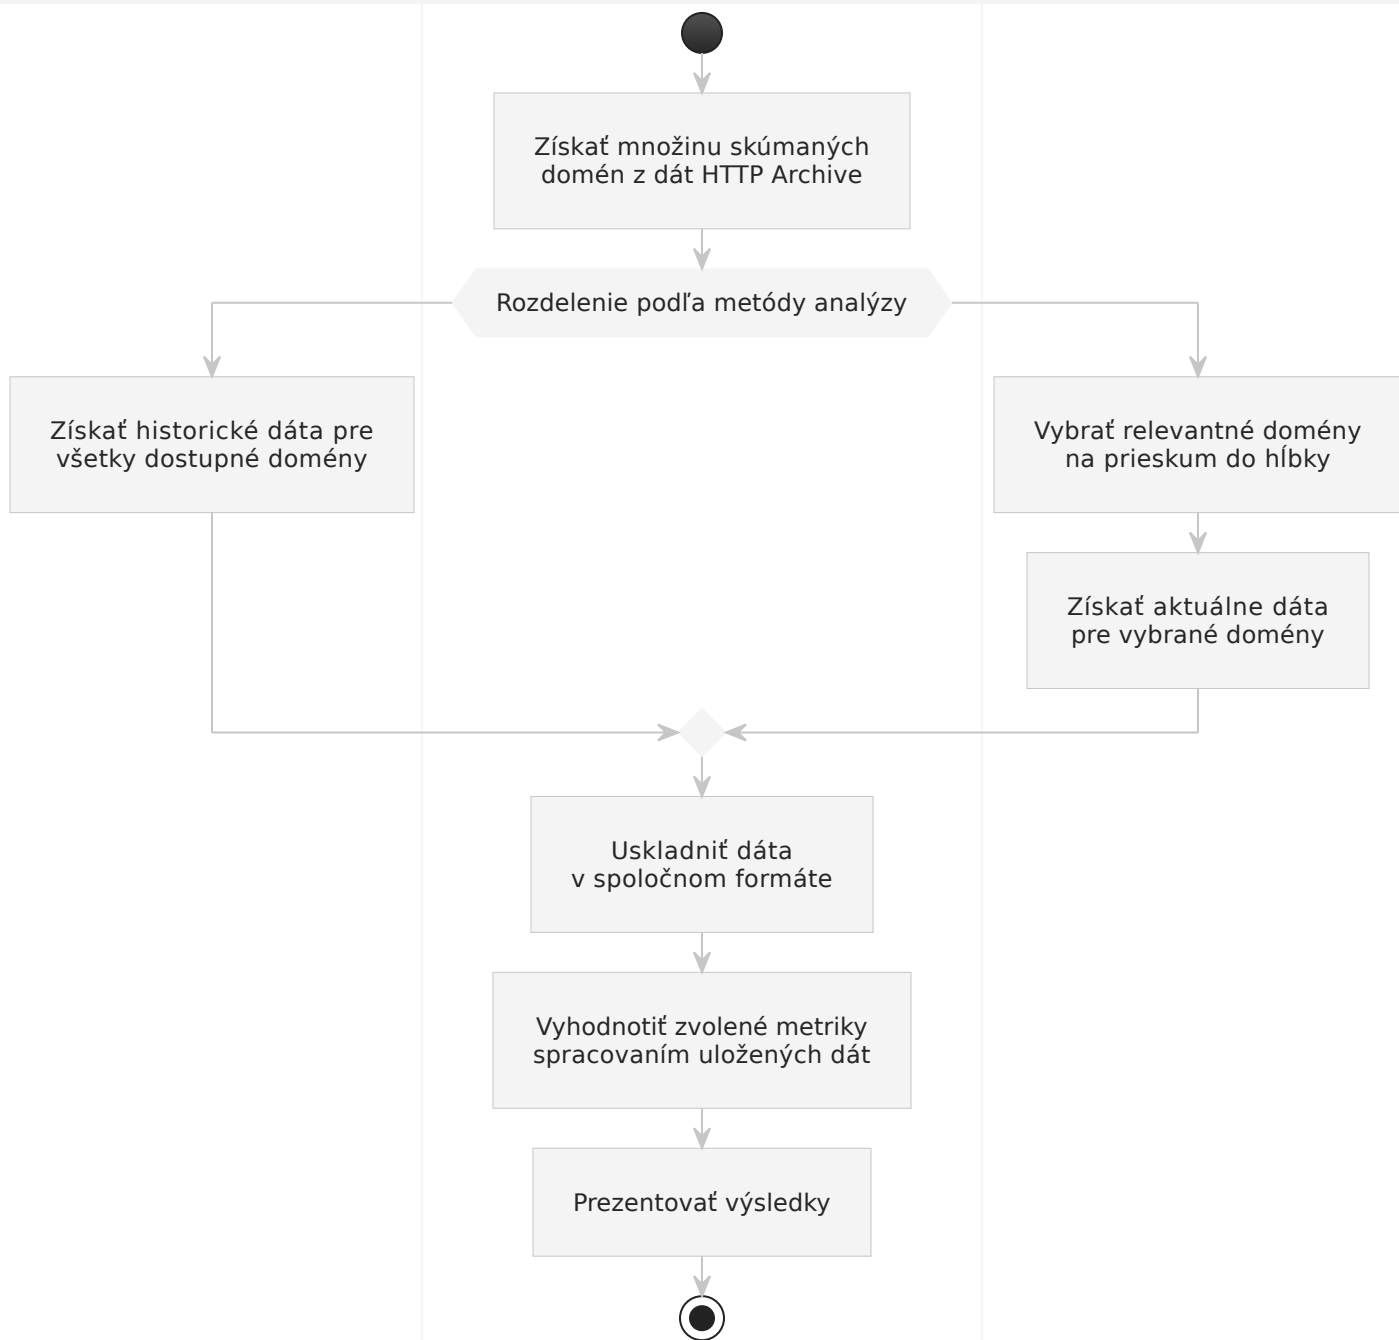 Získať množinu skúmaných
domén z dát HTTP Archive
Rozdelenie podľa metódy analýzy
Získať historické dáta pre
všetky dostupné domény
Vybrať relevantné domény
na prieskum do hĺbky
Získať aktuálne dáta
pre vybrané domény
Uskladniť dáta
v spoločnom formáte
Vyhodnotiť zvolené metriky
spracovaním uložených dát
Prezentovať výsledky